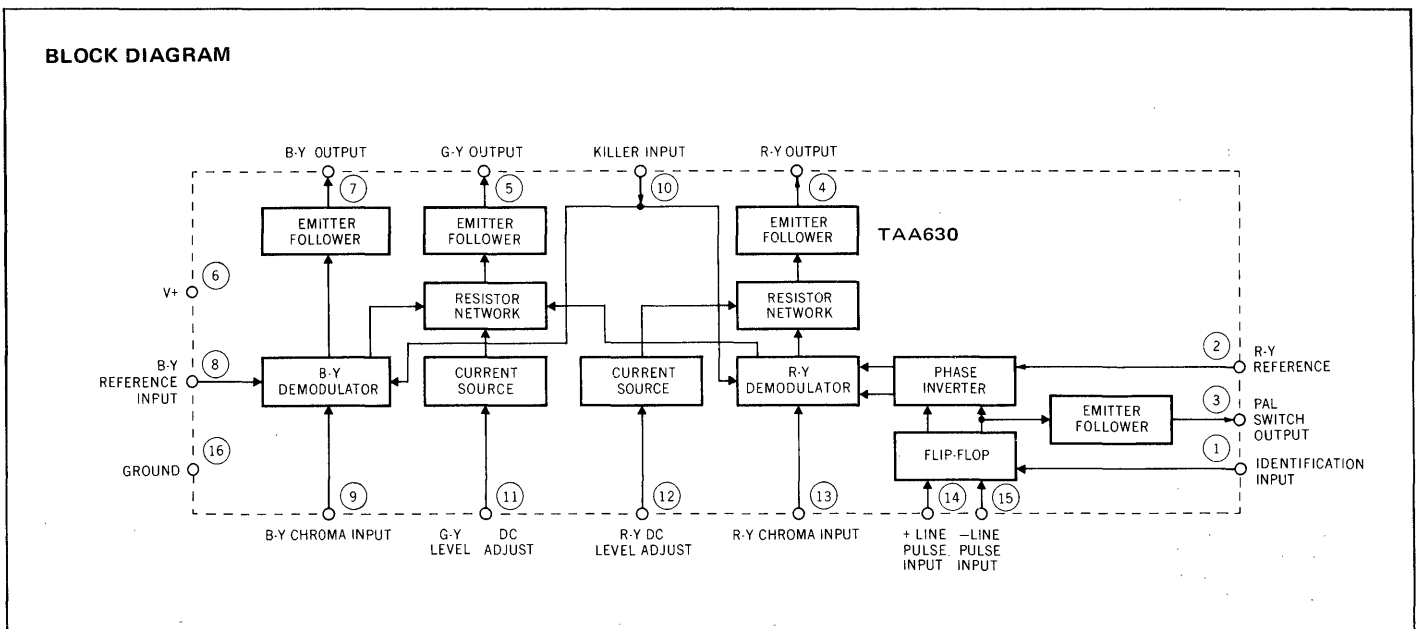 BLOCK DIAGRAM
B-Y OUTPUT
G-Y OUTPUT
KILLER INPUT
R-Y OUTPUT
7
5
10
4
EMITTER
FOLLOWER
EMITTER
FOLLOWER
EMITTER
FOLLOWER
TAA630
6
V+
RESISTOR
NETWORK
RESISTOR
NETWORK
8
B-Y
REFERENCE
INPUT
B-Y
DEMODULATOR
CURRENT
SOURCE
CURRENT
SOURCE
R-Y
DEMODULATOR
PHASE
INVERTER
2
R-Y
REFERENCE
EMITTER
FOLLOWER
3
PAL
SWITCH
OUTPUT
FLIP-FLOP
1
IDENTIFICATION
INPUT
16
GROUND
9
11
12
13
14
15
B-Y CHROMA INPUT
G-Y DC
LEVEL ADJUST
R-Y DC
LEVEL ADJUST
R-Y CHROMA INPUT
+ LINE
PULSE
INPUT
—LINE
PULSE
INPUT